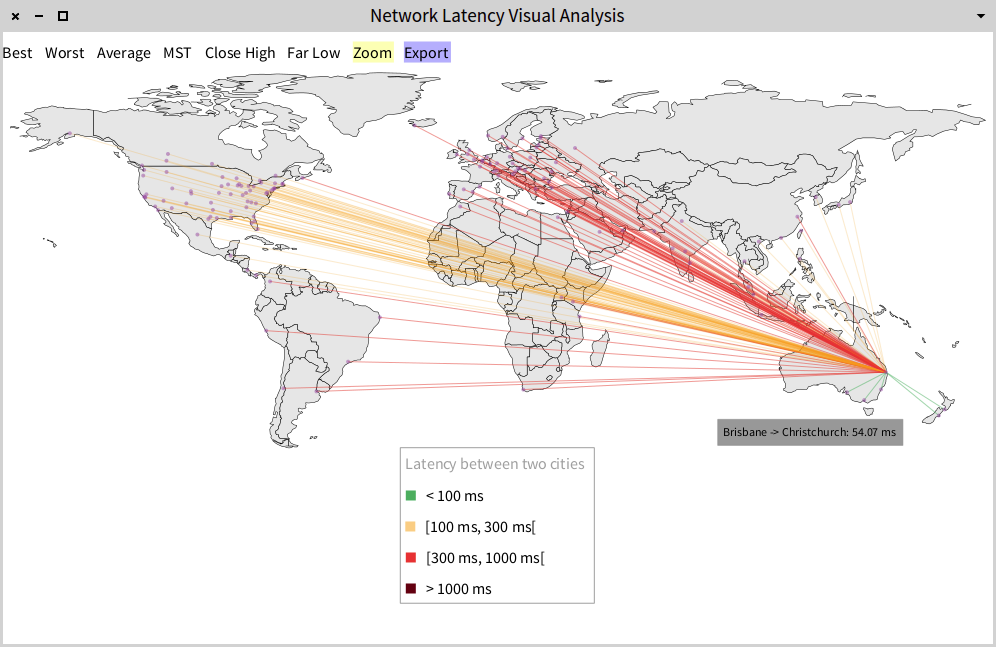 Network Latency Visual Analysis
Best Worst Average MST Close High Far Low Zoom Export
Brisbane -> Christchurch: 54.07 ms
Latency between two cities
< 100 ms
[100 ms, 300 ms[
[300 ms, 1000 ms[
> 1000 ms